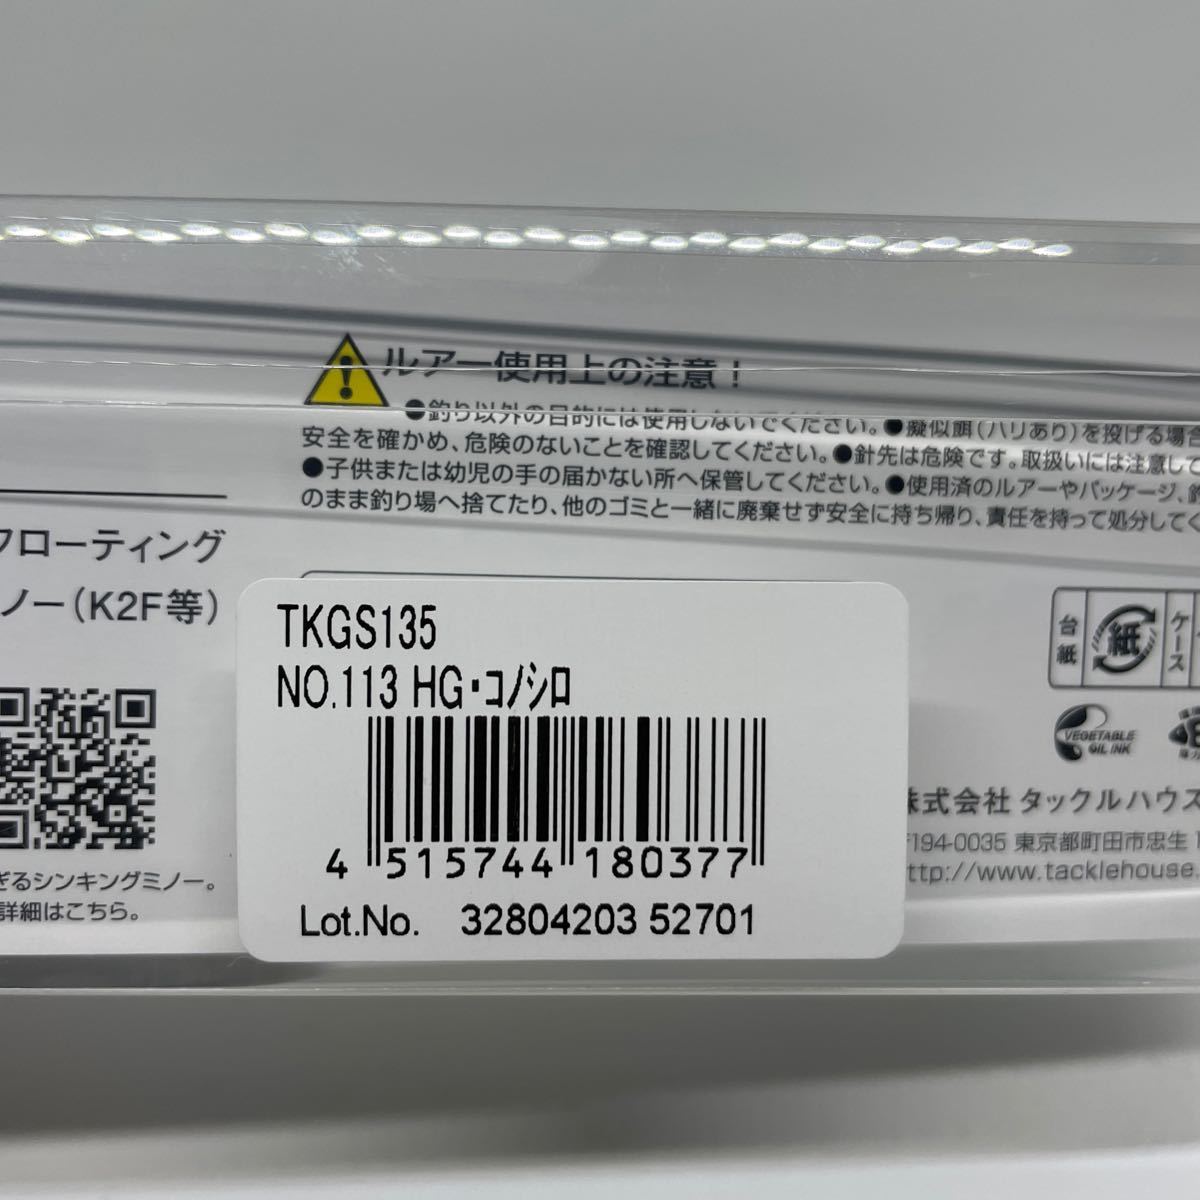 ルアー使用上の注意！
●釣り以外の目的には使用しないでください。●擬似餌（ハリあり）を投げる場合
安全を確かめ、危険のないことを確認してください。●針先は危険です。取扱いには注意して
●子供または幼児の手の届かない所へ保管してください。●使用済のルアーやパッケージ、
のまま釣り場へ捨てたり、他のゴミと一緒に廃棄せず安全に持ち帰り、責任を持って処分してく
フローティング
ノー（K2F等）
ぎるシンキングミノー。
詳細はこちら。
TKGS135
NO.113 HG・ｺﾉｼﾛ
4 515744 180377
Lot.No. 32804203 52701
台紙
紙
ケース
VEGETABLE
OIL INK
株式会社 タックルハウス
〒194-0035 東京都町田市忠生 1
http://www.tacklehouse.